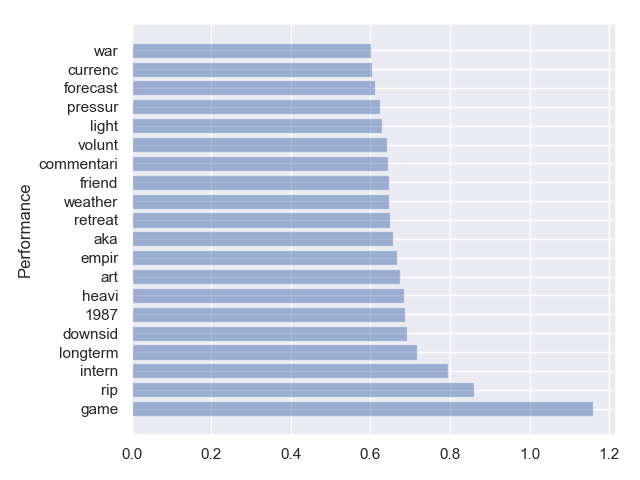 war
currenc
forecast
pressur
light
volunt
commentari
friend
weather
retreat
aka
empir
art
heavi
1987
downsid
longterm
intern
rip
game
Performance
0.0 0.2 0.4 0.6 0.8 1.0 1.2